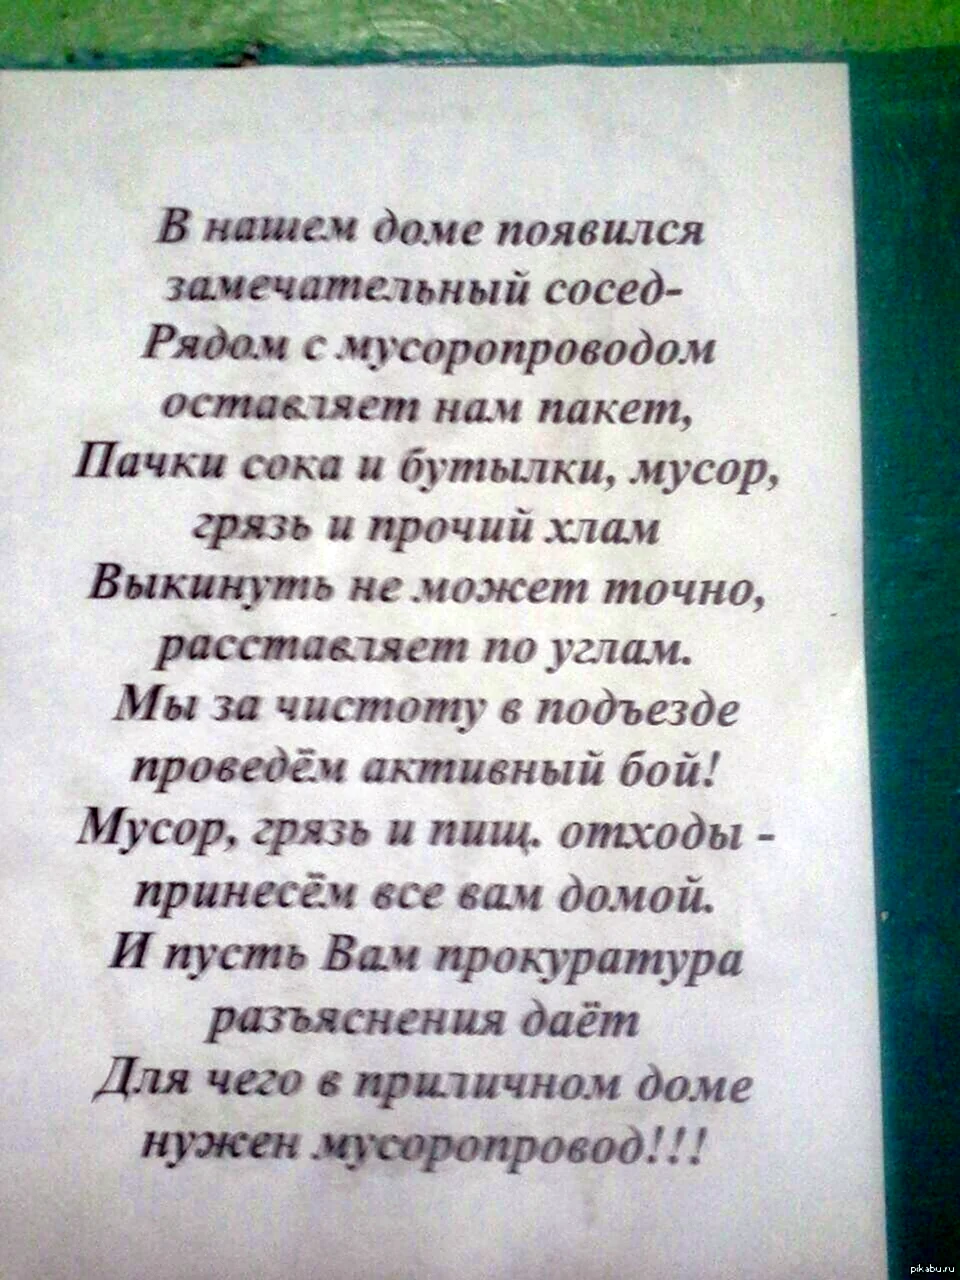 В нашем доме появился
замечательный сосед-
Рядом с мусоропроводом
оставляет нам пакет,
Пачки сока и бутылки, мусор,
грязь и прочий хлам
Выкинуть не может точно,
расставляет по углам.
Мы за чистоту в подъезде
проведём активный бой!
Мусор, грязь и пищ. отходы -
принесём все вам домой.
И пусть Вам прокуратура
разъяснения даёт
Для чего в приличном доме
нужен мусоропровод!!!
pikabu.ru